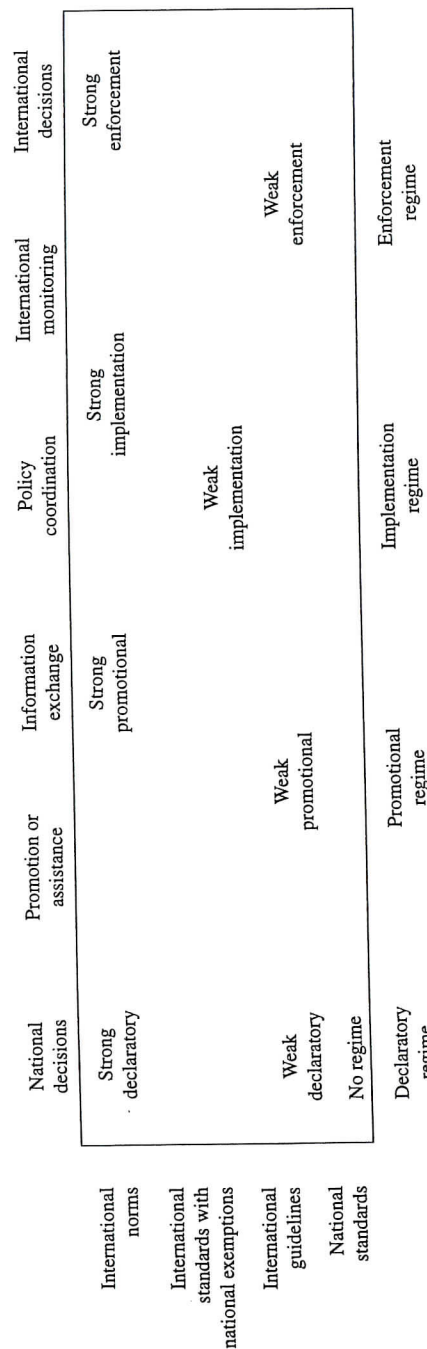 National
decisions
Promotion or
assistance
Information
exchange
Policy
coordination
International
monitoring
International
decisions
International
norms
Strong
declaratory
Strong
promotional
Strong
implementation
Strong
enforcement
International
standards with
national exemptions
Weak
implementation
International
guidelines
Weak
declaratory
Weak
promotional
Weak
enforcement
National
standards
No regime
Declaratory
regime
Promotional
regime
Implementation
regime
Enforcement
regime